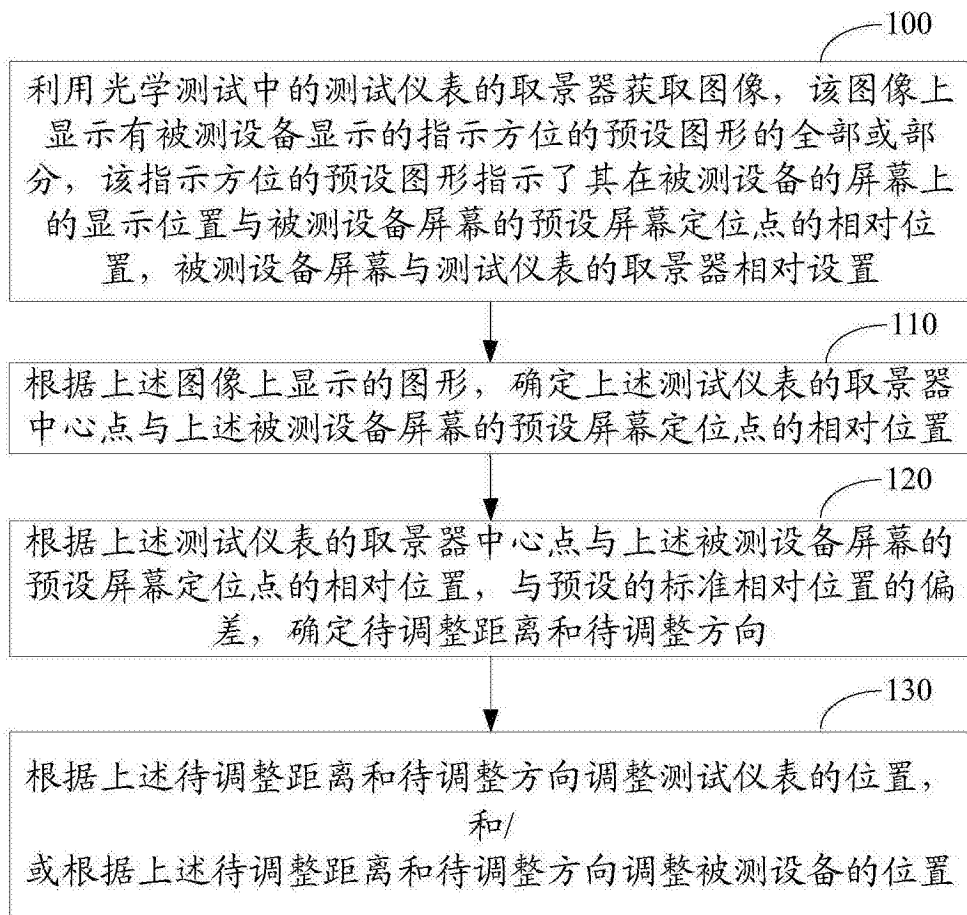 100
利用光学测试中的测试仪表的取景器获取图像，该图像上
显示有被测设备显示的指示方位的预设图形的全部或部
分，该指示方位的预设图形指示了其在被测设备的屏幕上
的显示位置与被测设备屏幕的预设屏幕定位点的相对位
置，被测设备屏幕与测试仪表的取景器相对设置
110
根据上述图像上显示的图形，确定上述测试仪表的取景器
中心点与上述被测设备屏幕的预设屏幕定位点的相对位置
120
根据上述测试仪表的取景器中心点与上述被测设备屏幕的
预设屏幕定位点的相对位置，与预设的标准相对位置的偏
差，确定待调整距离和待调整方向
130
根据上述待调整距离和待调整方向调整测试仪表的位置，
和/
或根据上述待调整距离和待调整方向调整被测设备的位置